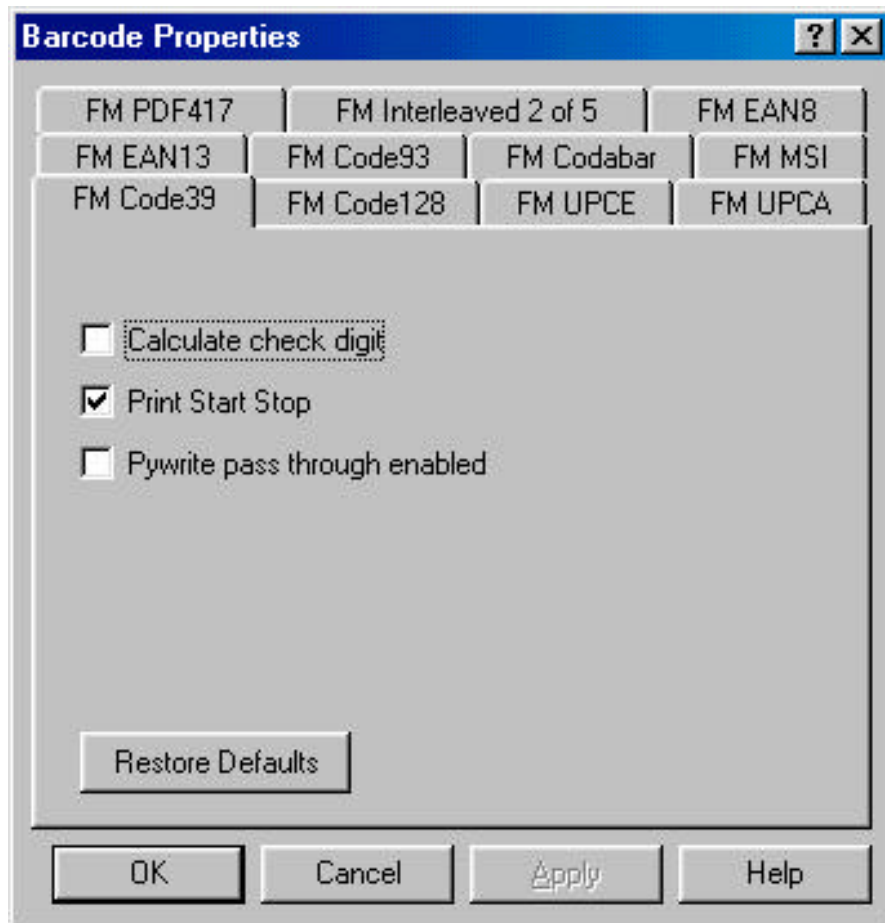 Barcode Properties ? X
FM PDF417 FM Interleaved 2 of 5 FM EAN8
FM EAN13 FM Code93 FM Codabar FM MSI
FM Code39 FM Code128 FM UPCE FM UPCA
Calculate check digit
Print Start Stop
Pywrite pass through enabled
Restore Defaults
OK Cancel Apply Help